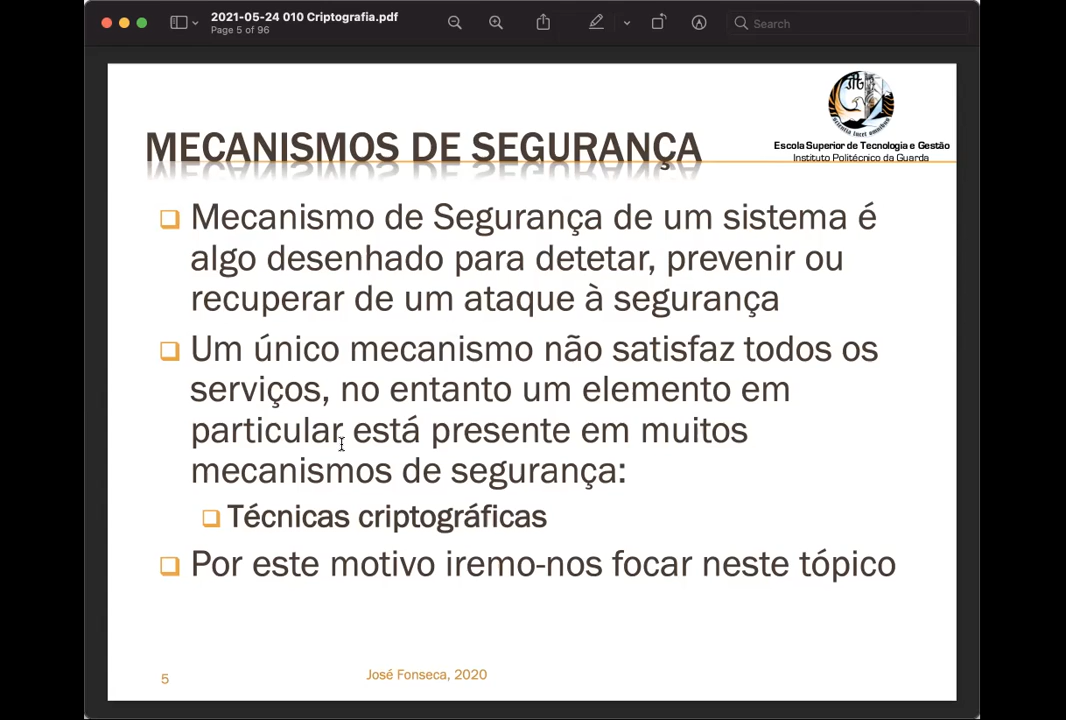 2021-05-24 010 Criptografia.pdf
Page 5 of 96
Search
Escola Superior de Tecnologia e Gestão
Instituto Politécnico da Guarda
MECANISMOS DE SEGURANÇA
Mecanismo de Segurança de um sistema é
algo desenhado para detetar, prevenir ou
recuperar de um ataque à segurança
Um único mecanismo não satisfaz todos os
serviços, no entanto um elemento em
particular está presente em muitos
mecanismos de segurança:
Técnicas criptográficas
Por este motivo iremo-nos focar neste tópico
5
José Fonseca, 2020